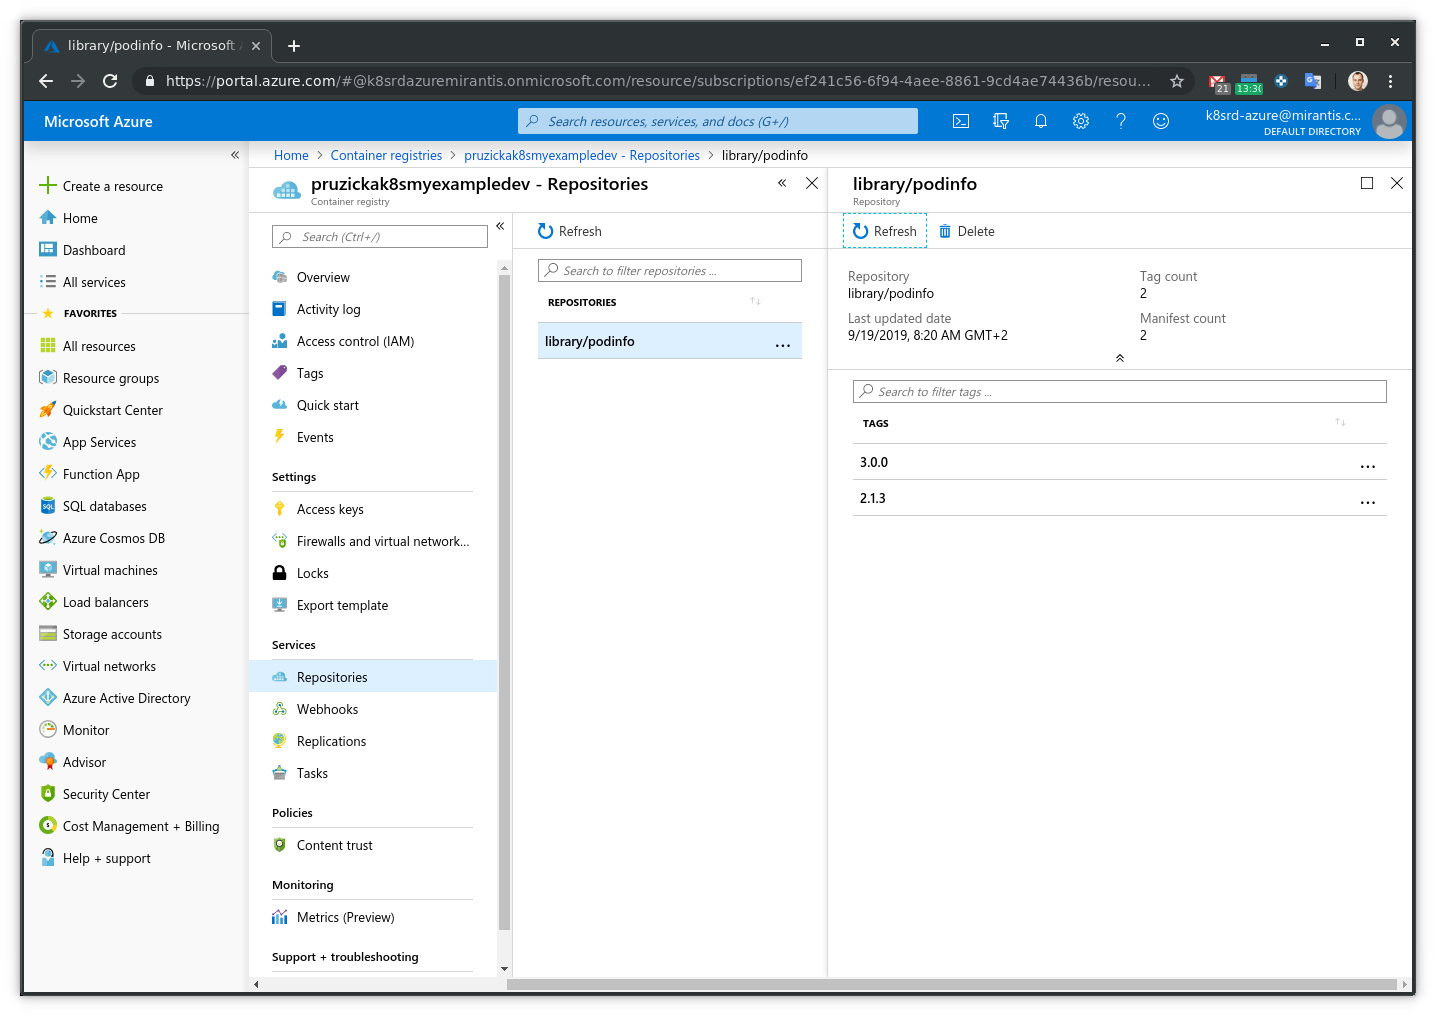 library/podinfo - Microsoft
https://portal.azure.com/#@k8srdazuremirantis.onmicrosoft.com/resource/subscriptions/ef241c56-6f94-4aee-8861-9cd4ae74436b/resou...
21
13:30
Microsoft Azure
Search resources, services, and docs (G+/)
k8srd-azure@mirantis.c...
DEFAULT DIRECTORY
Home > Container registries > pruzickak8smyexampledev - Repositories > library/podinfo
Create a resource
Home
Dashboard
All services
FAVORITES
All resources
Resource groups
Quickstart Center
App Services
Function App
SQL databases
Azure Cosmos DB
Virtual machines
Load balancers
Storage accounts
Virtual networks
Azure Active Directory
Monitor
Advisor
Security Center
Cost Management + Billing
Help + support
pruzickak8smyexampledev - Repositories
Container registry
Search (Ctrl+/)
Overview
Activity log
Access control (IAM)
Tags
Quick start
Events
Settings
Access keys
Firewalls and virtual network...
Locks
Export template
Services
Repositories
Webhooks
Replications
Tasks
Policies
Content trust
Monitoring
Metrics (Preview)
Support + troubleshooting
Refresh
Search to filter repositories ...
REPOSITORIES
library/podinfo ...
library/podinfo
Repository
Refresh Delete
Repository
library/podinfo
Last updated date
9/19/2019, 8:20 AM GMT+2
Tag count
2
Manifest count
2
Search to filter tags ...
TAGS
3.0.0 ...
2.1.3 ...